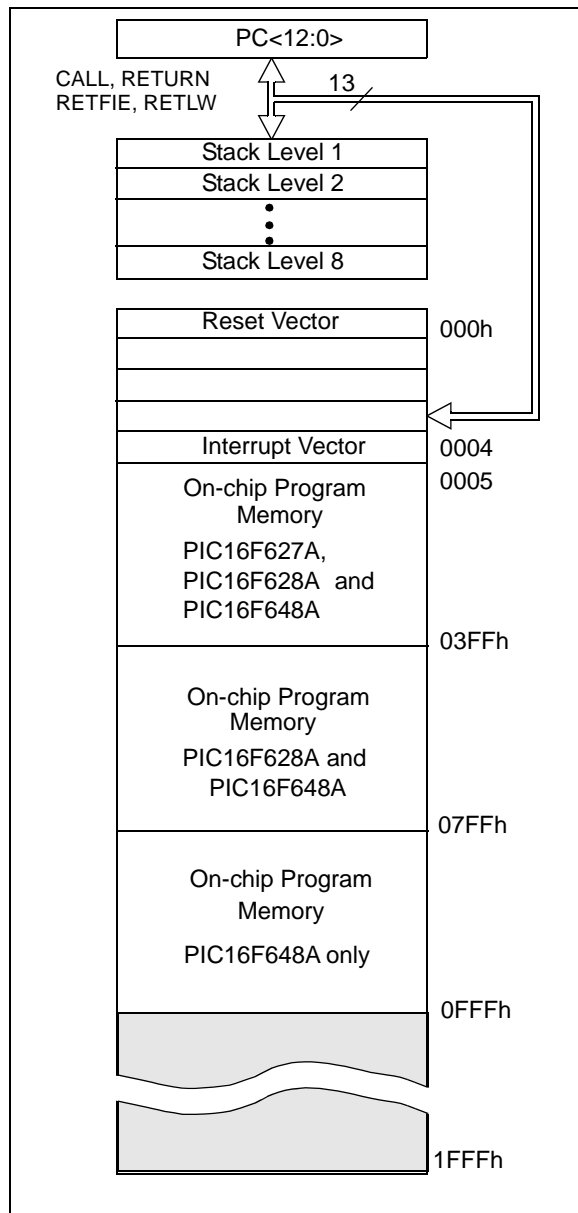 PC<12:0>
CALL, RETURN
RETFIE, RETLW
13
Stack Level 1
Stack Level 2
Stack Level 8
Reset Vector
000h
Interrupt Vector
0004
0005
On-chip Program
Memory
PIC16F627A,
PIC16F628A and
PIC16F648A
03FFh
On-chip Program
Memory
PIC16F628A and
PIC16F648A
07FFh
On-chip Program
Memory
PIC16F648A only
0FFFh
1FFFh